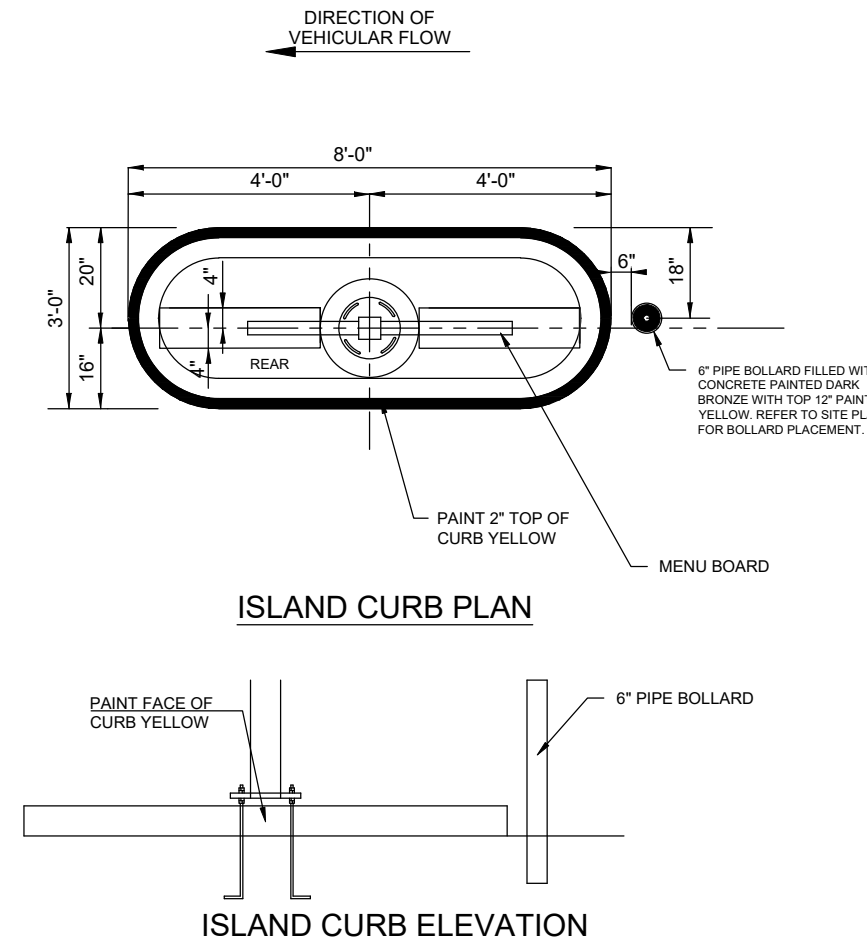 DIRECTION OF
VEHICULAR FLOW
8'-0"
4'-0"
4'-0"
3'-0"
20"
16"
4"
4"
6"
18"
REAR
6" PIPE BOLLARD FILLED WIT
CONCRETE PAINTED DARK
BRONZE WITH TOP 12" PAINT
YELLOW. REFER TO SITE PLA
FOR BOLLARD PLACEMENT.
PAINT 2" TOP OF
CURB YELLOW
MENU BOARD
ISLAND CURB PLAN
PAINT FACE OF
CURB YELLOW
6" PIPE BOLLARD
ISLAND CURB ELEVATION